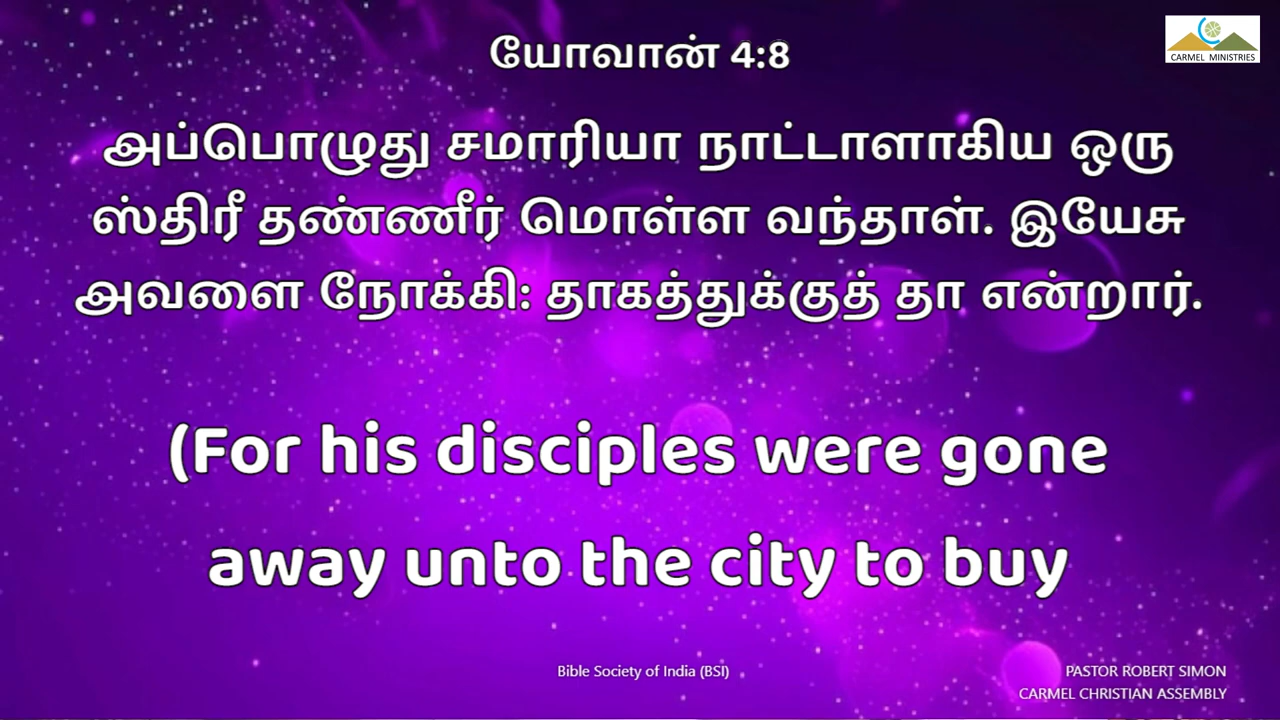 யோவான் 4:8
CARMEL MINISTRIES
அப்பொழுது சமாரியா நாட்டாளாகிய ஒரு
ஸ்திரீ தண்ணீர் மொள்ள வந்தாள். இயேசு
அவளை நோக்கி: தாகத்துக்குத் தா என்றார்.
(For his disciples were gone
away unto the city to buy
Bible Society of India (BSI)
PASTOR ROBERT SIMON
CARMEL CHRISTIAN ASSEMBLY